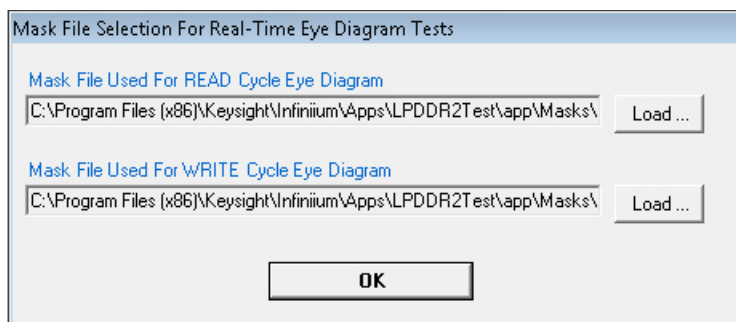 Mask File Selection For Real-Time Eye Diagram Tests
Mask File Used For READ Cycle Eye Diagram
C:\Program Files (x86)\Keysight\Infiniium\Apps\LPDDR2Test\app\Masks\
Load ...
Mask File Used For WRITE Cycle Eye Diagram
C:\Program Files (x86)\Keysight\Infiniium\Apps\LPDDR2Test\app\Masks\
Load ...
OK